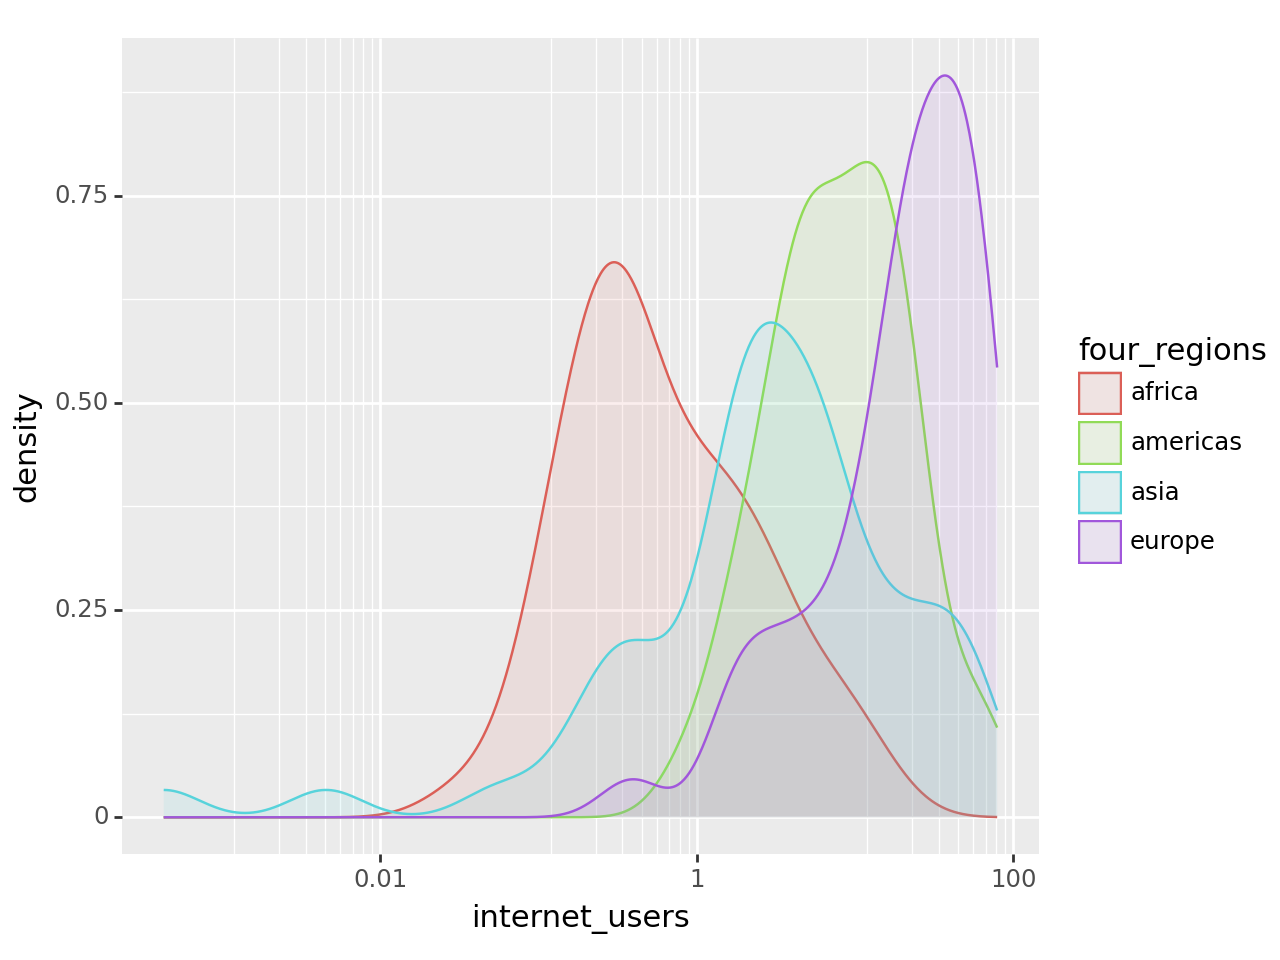 0.75
0.50
0.25
0
density
0.01
1
100
internet_users
four_regions
africa
americas
asia
europe